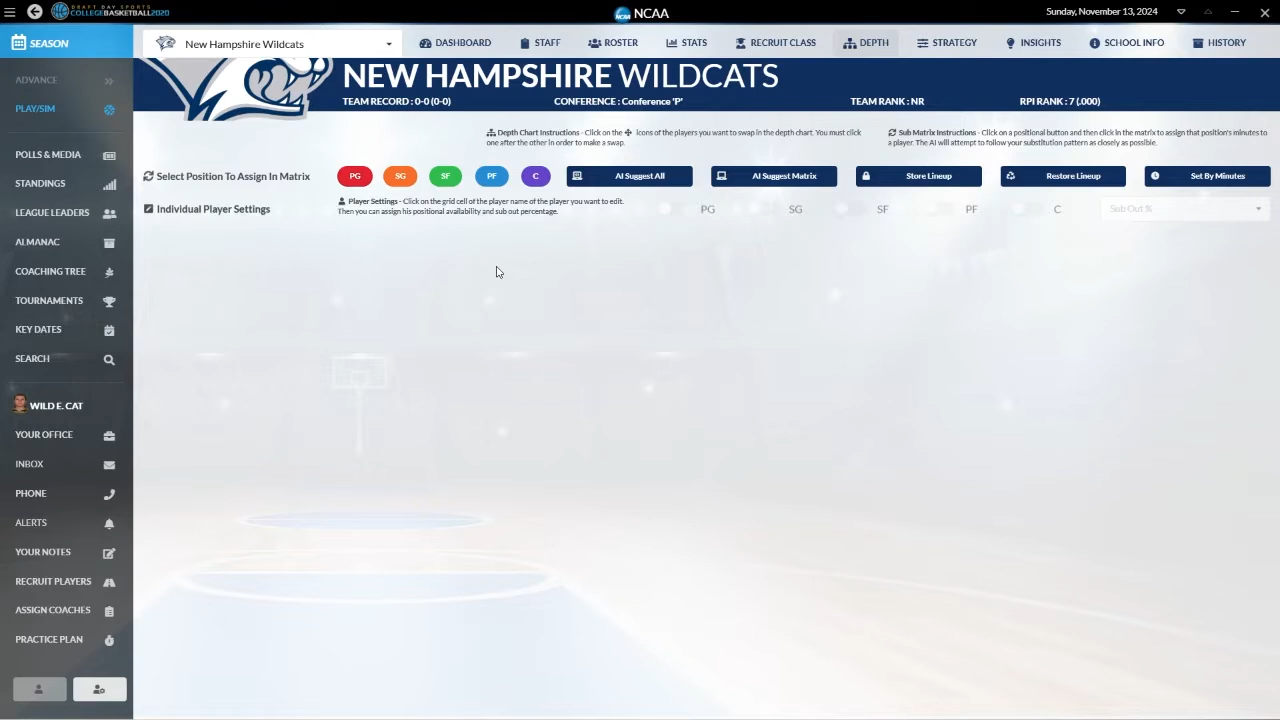 DRAFT DAY SPORTS
COLLEGEBASKETBALL2020
NCAA NCAA
Sunday, November 13, 2024
SEASON
New Hampshire Wildcats
DASHBOARD
STAFF
ROSTER
STATS
RECRUIT CLASS
DEPTH
STRATEGY
INSIGHTS
SCHOOL INFO
HISTORY
NEW HAMPSHIRE WILDCATS
TEAM RECORD : 0-0 (0-0)
CONFERENCE : Conference 'P'
TEAM RANK : NR
RPI RANK : 7 (.000)
ADVANCE
PLAY/SIM
POLLS & MEDIA
STANDINGS
LEAGUE LEADERS
ALMANAC
COACHING TREE
TOURNAMENTS
KEY DATES
SEARCH
WILD E. CAT
YOUR OFFICE
INBOX
PHONE
ALERTS
YOUR NOTES
RECRUIT PLAYERS
ASSIGN COACHES
PRACTICE PLAN
Depth Chart Instructions - Click on the icons of the players you want to swap in the depth chart. You must click
one after the other in order to make a swap.
Sub Matrix Instructions - Click on a positional button and then click in the matrix to assign that position's minutes to
a player. The AI will attempt to follow your substitution pattern as closely as possible.
Select Position To Assign In Matrix
PG
SG
SF
PF
C
AI Suggest All
AI Suggest Matrix
Store Lineup
Restore Lineup
Set By Minutes
Individual Player Settings
Player Settings - Click on the grid cell of the player name of the player you want to edit.
Then you can assign his positional availability and sub out percentage.
PG
SG
SF
PF
C
Sub Out %